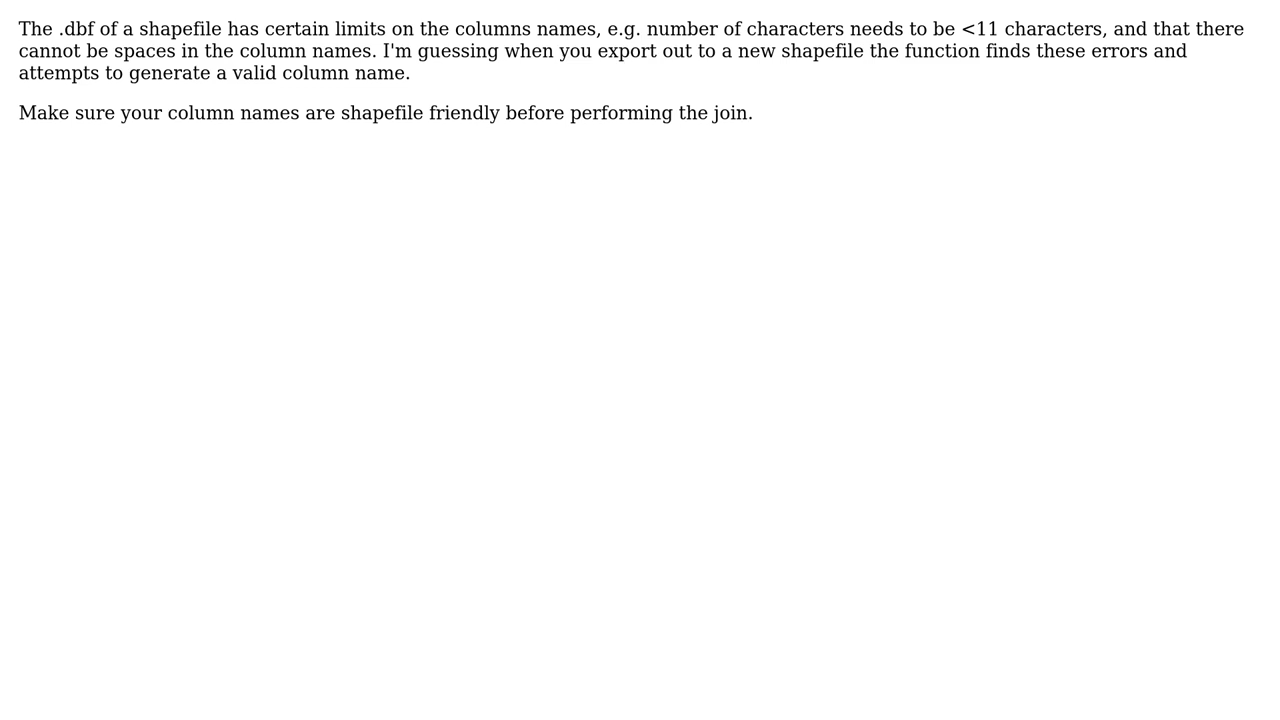 The .dbf of a shapefile has certain limits on the columns names, e.g. number of characters needs to be <11 characters, and that there
cannot be spaces in the column names. I'm guessing when you export out to a new shapefile the function finds these errors and
attempts to generate a valid column name.
Make sure your column names are shapefile friendly before performing the join.